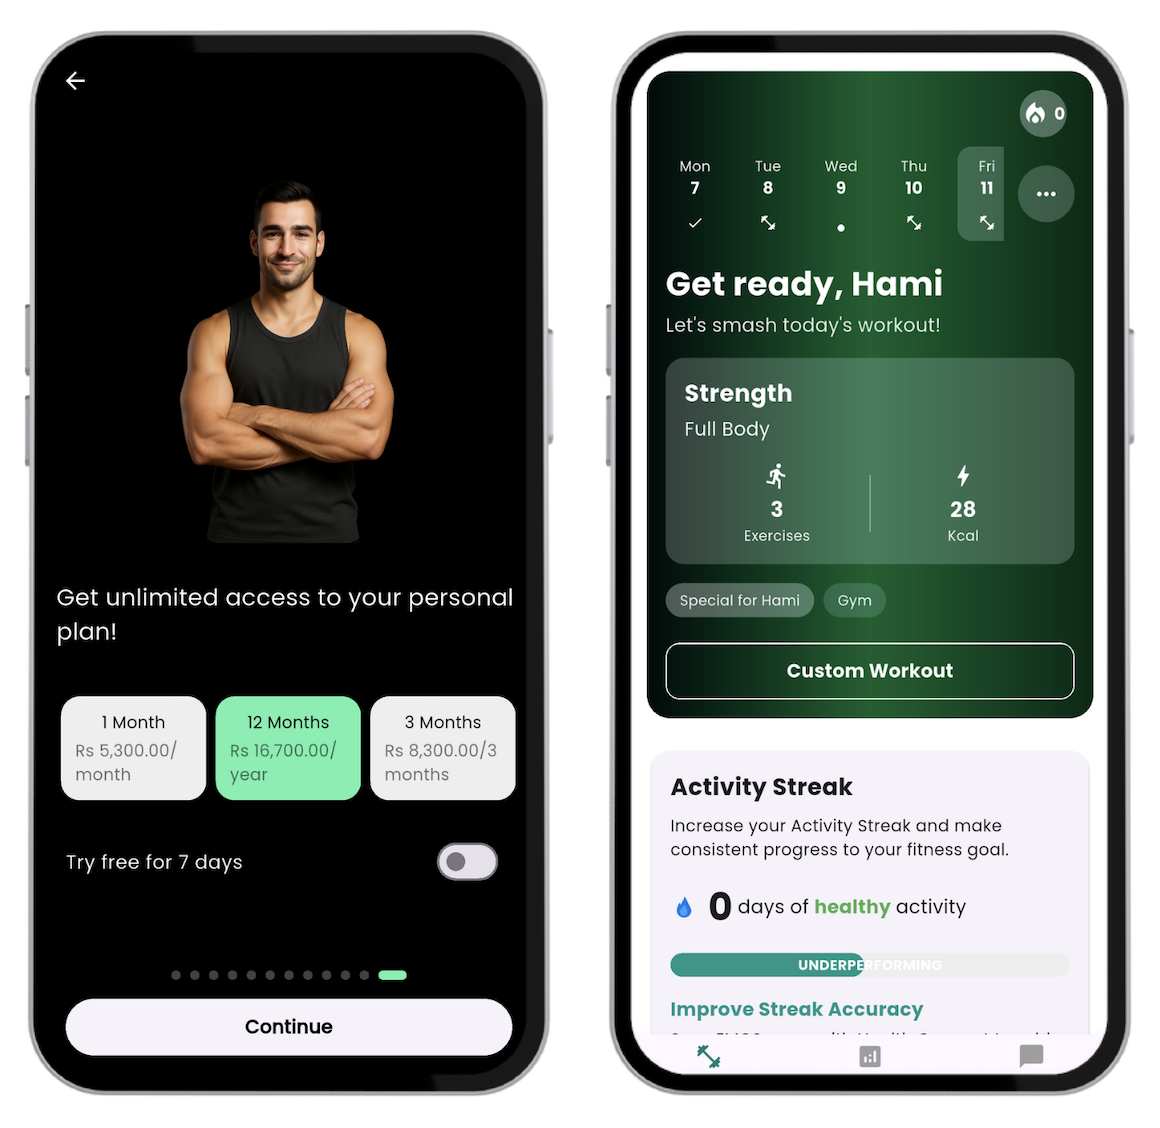 Get unlimited access to your personal
plan!
1 Month
Rs 5,300.00/
month
12 Months
Rs 16,700.00/
year
3 Months
Rs 8,300.00/3
months
Try free for 7 days
Continue
0
Mon
7
Tue
8
Wed
9
Thu
10
Fri
11
Get ready, Hami
Let's smash today's workout!
Strength
Full Body
3
Exercises
28
Kcal
Special for Hami
Gym
Custom Workout
Activity Streak
Increase your Activity Streak and make
consistent progress to your fitness goal.
0 days of healthy activity
UNDERPERFORMING
Improve Streak Accuracy